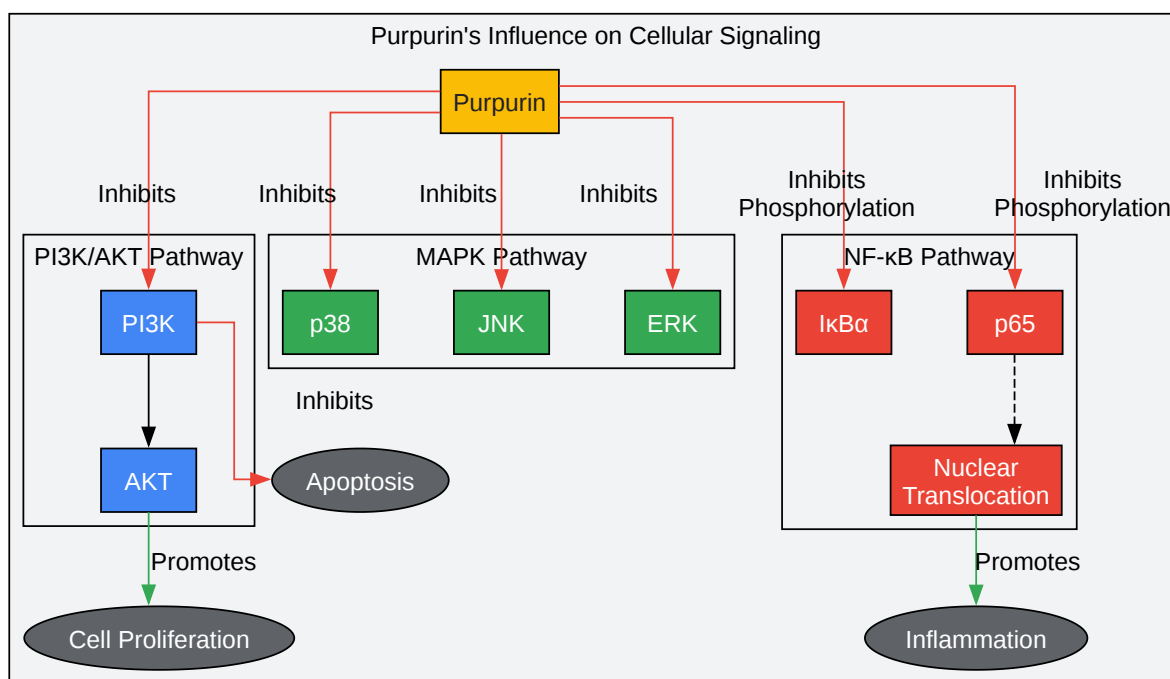 Purpurin's Influence on Cellular Signaling
Purpurin
Inhibits
Inhibits
Inhibits
Inhibits
Inhibits
Phosphorylation
Inhibits
Phosphorylation
PI3K/AKT Pathway
MAPK Pathway
NF-κB Pathway
PI3K
p38
JNK
ERK
IκBα
p65
Inhibits
AKT
Apoptosis
Nuclear
Translocation
Promotes
Promotes
Cell Proliferation
Inflammation